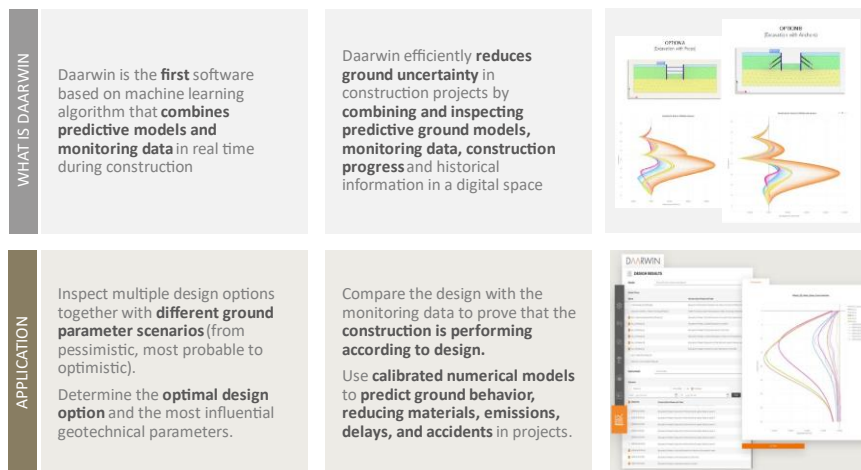 WHAT IS DAARWIN
Daarwin is the first software
based on machine learning
algorithm that combines
predictive models and
monitoring data in real time
during construction
Daarwin efficiently reduces
ground uncertainty in
construction projects by
combining and inspecting
predictive ground models,
monitoring data, construction
progress and historical
information in a digital space
OPTION A
(Excavation with Props)
OPTION B
(Excavation with Anchors)
APPLICATION
Inspect multiple design options
together with different ground
parameter scenarios (from
pessimistic, most probable to
optimistic).
Determine the optimal design
option and the most influential
geotechnical parameters.
Compare the design with the
monitoring data to prove that the
construction is performing
according to design.
Use calibrated numerical models
to predict ground behavior,
reducing materials, emissions,
delays, and accidents in projects.
DAARWIN
DESIGN RESULTS